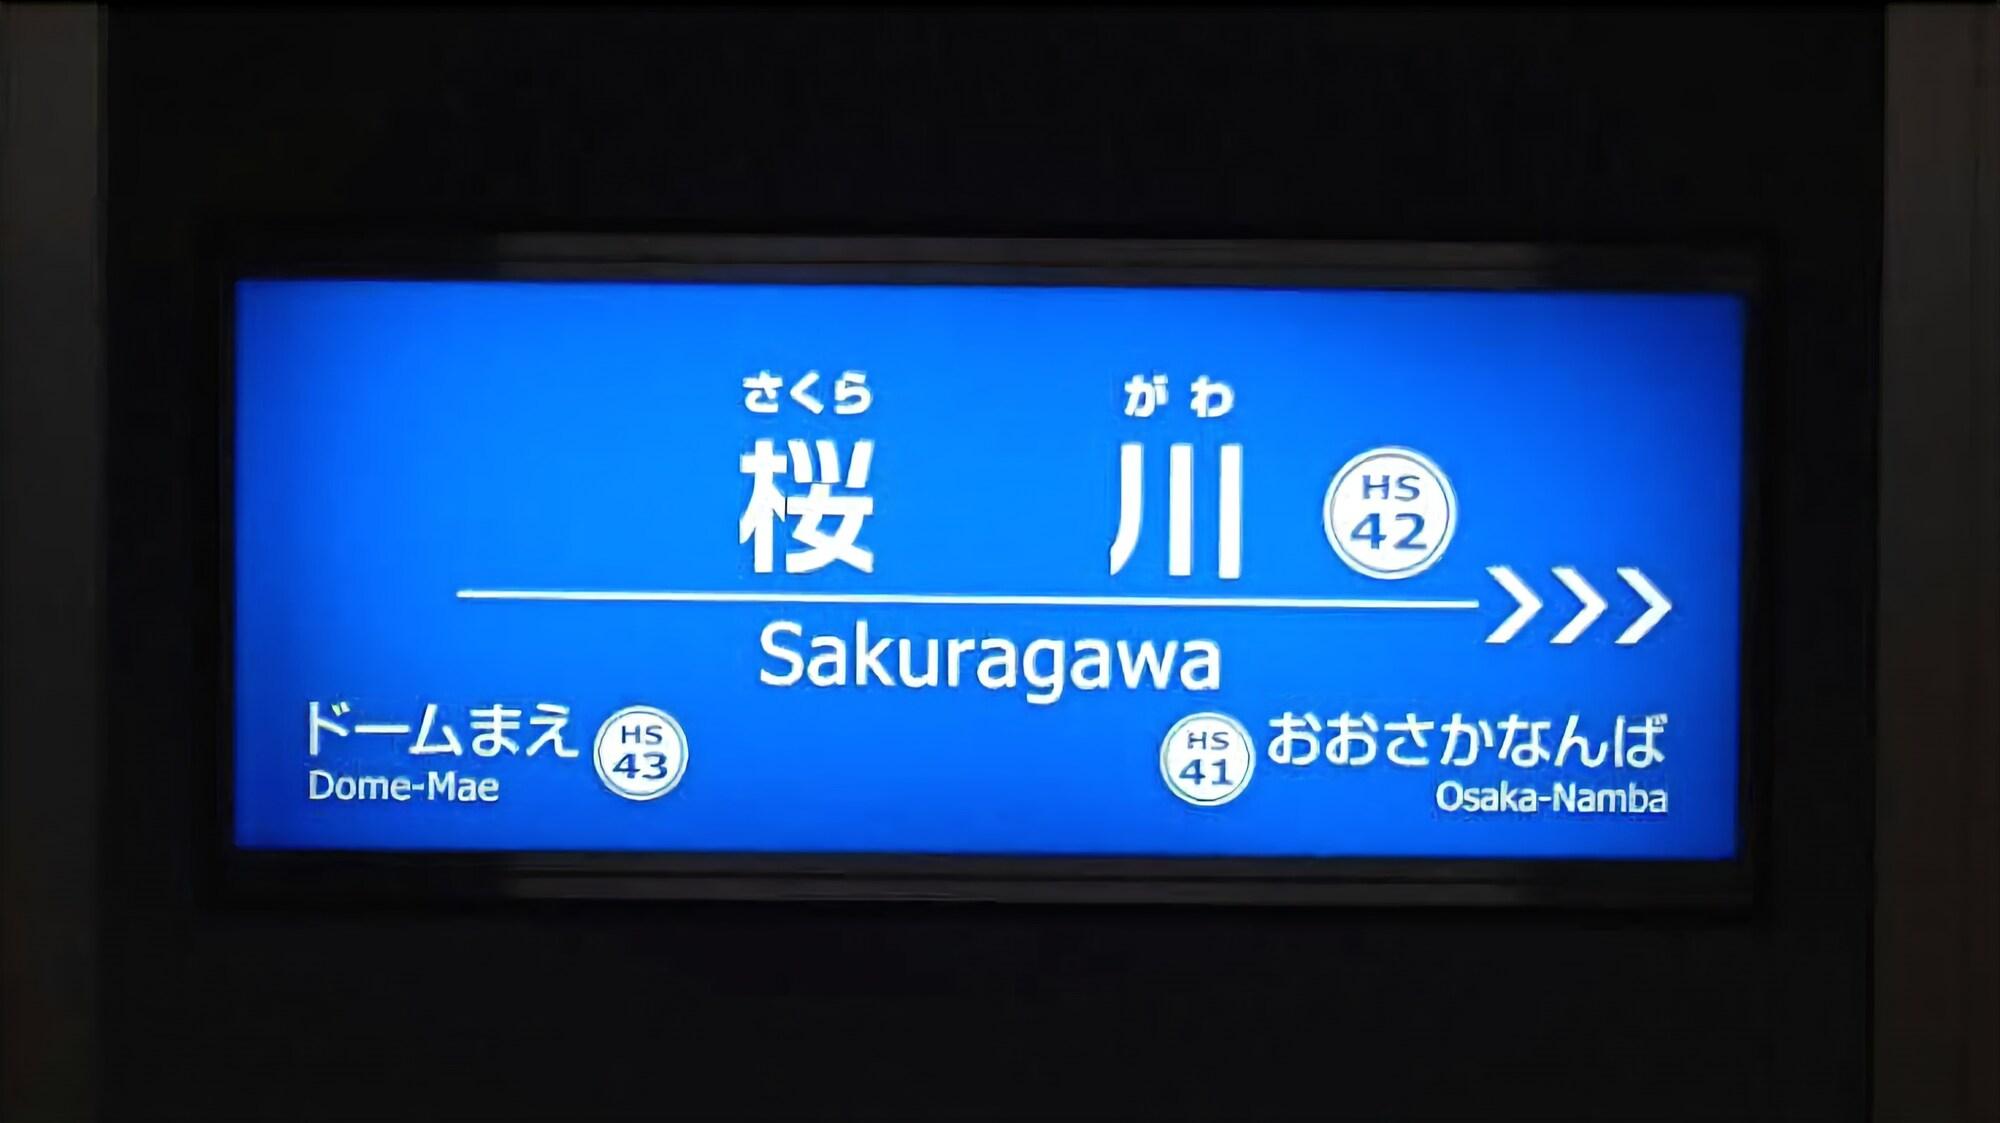 さくら がわ
桜 川 HS 42
Sakuragawa
ドームまえ HS 43
Dome-Mae
HS 41 おおさかなんば
Osaka-Namba